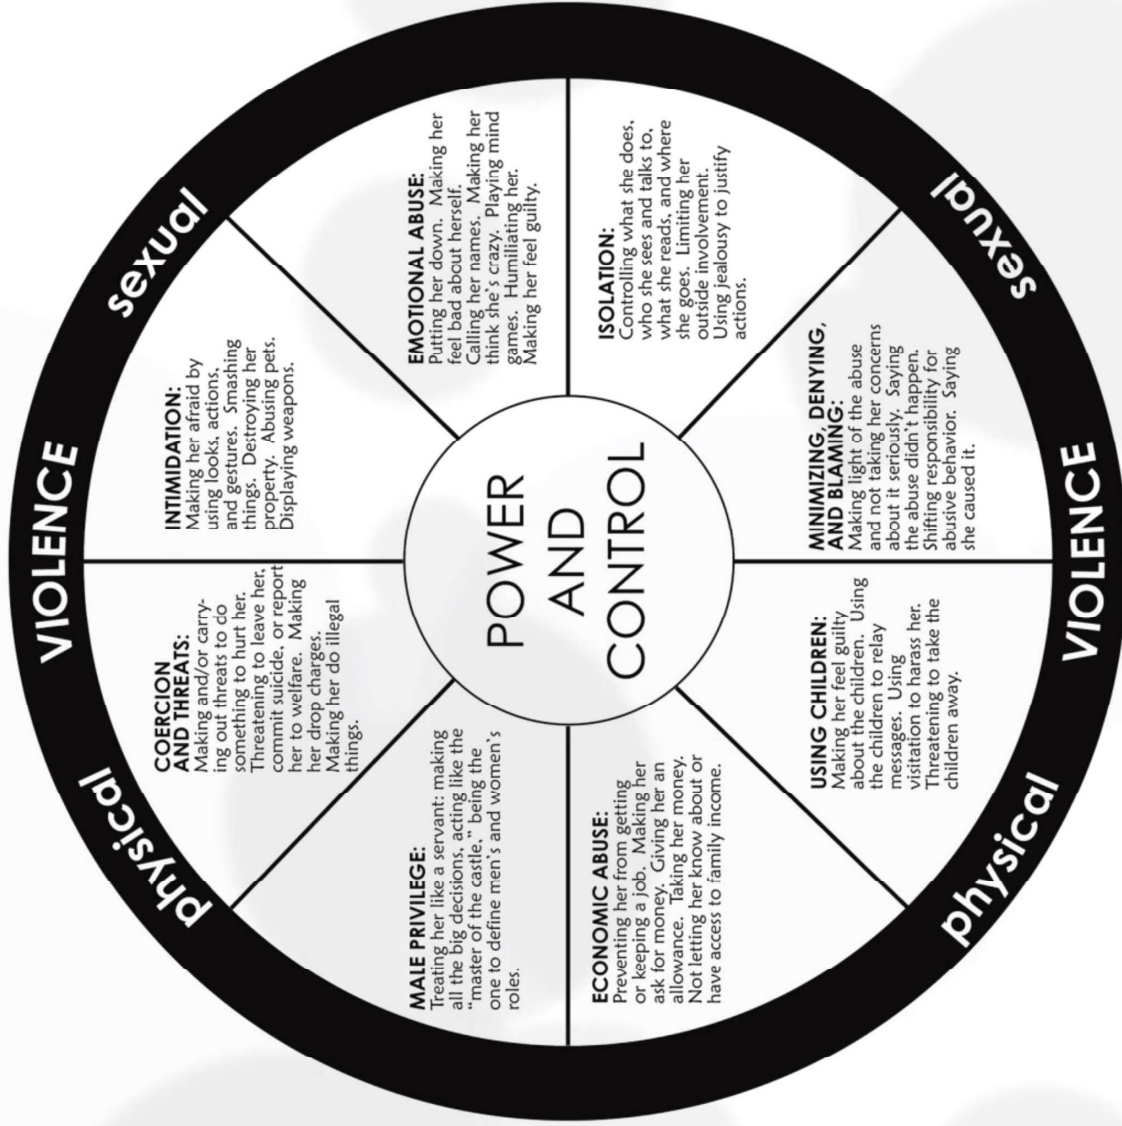 VIOLENCE
physical
sexual
COERCION
AND THREATS:
Making and/or carry-
ing out threats to do
something to hurt her.
Threatening to leave her,
commit suicide, or report
her to welfare. Making
her drop charges.
Making her do illegal
things.
INTIMIDATION:
Making her afraid by
using looks, actions,
and gestures. Smashing
things. Destroying her
property. Abusing pets.
Displaying weapons.
MALE PRIVILEGE:
Treating her like a servant: making
all the big decisions, acting like the
“master of the castle,” being the
one to define men's and women's
roles.
EMOTIONAL ABUSE:
Putting her down. Making her
feel bad about herself.
Calling her names. Making her
think she's crazy. Playing mind
games. Humiliating her.
Making her feel guilty.
POWER
AND
CONTROL
ECONOMIC ABUSE:
Preventing her from getting
or keeping a job. Making her
ask for money. Giving her an
allowance. Taking her money.
Not letting her know about or
have access to family income.
ISOLATION:
Controlling what she does,
who she sees and talks to,
what she reads, and where
she goes. Limiting her
outside involvement.
Using jealousy to justify
actions.
USING CHILDREN:
Making her feel guilty
about the children. Using
the children to relay
messages. Using
visitation to harass her.
Threatening to take the
children away.
MINIMIZING, DENYING,
AND BLAMING:
Making light of the abuse
and not taking her concerns
about it seriously. Saying
the abuse didn't happen.
Shifting responsibility for
abusive behavior. Saying
she caused it.
physical
sexual
VIOLENCE